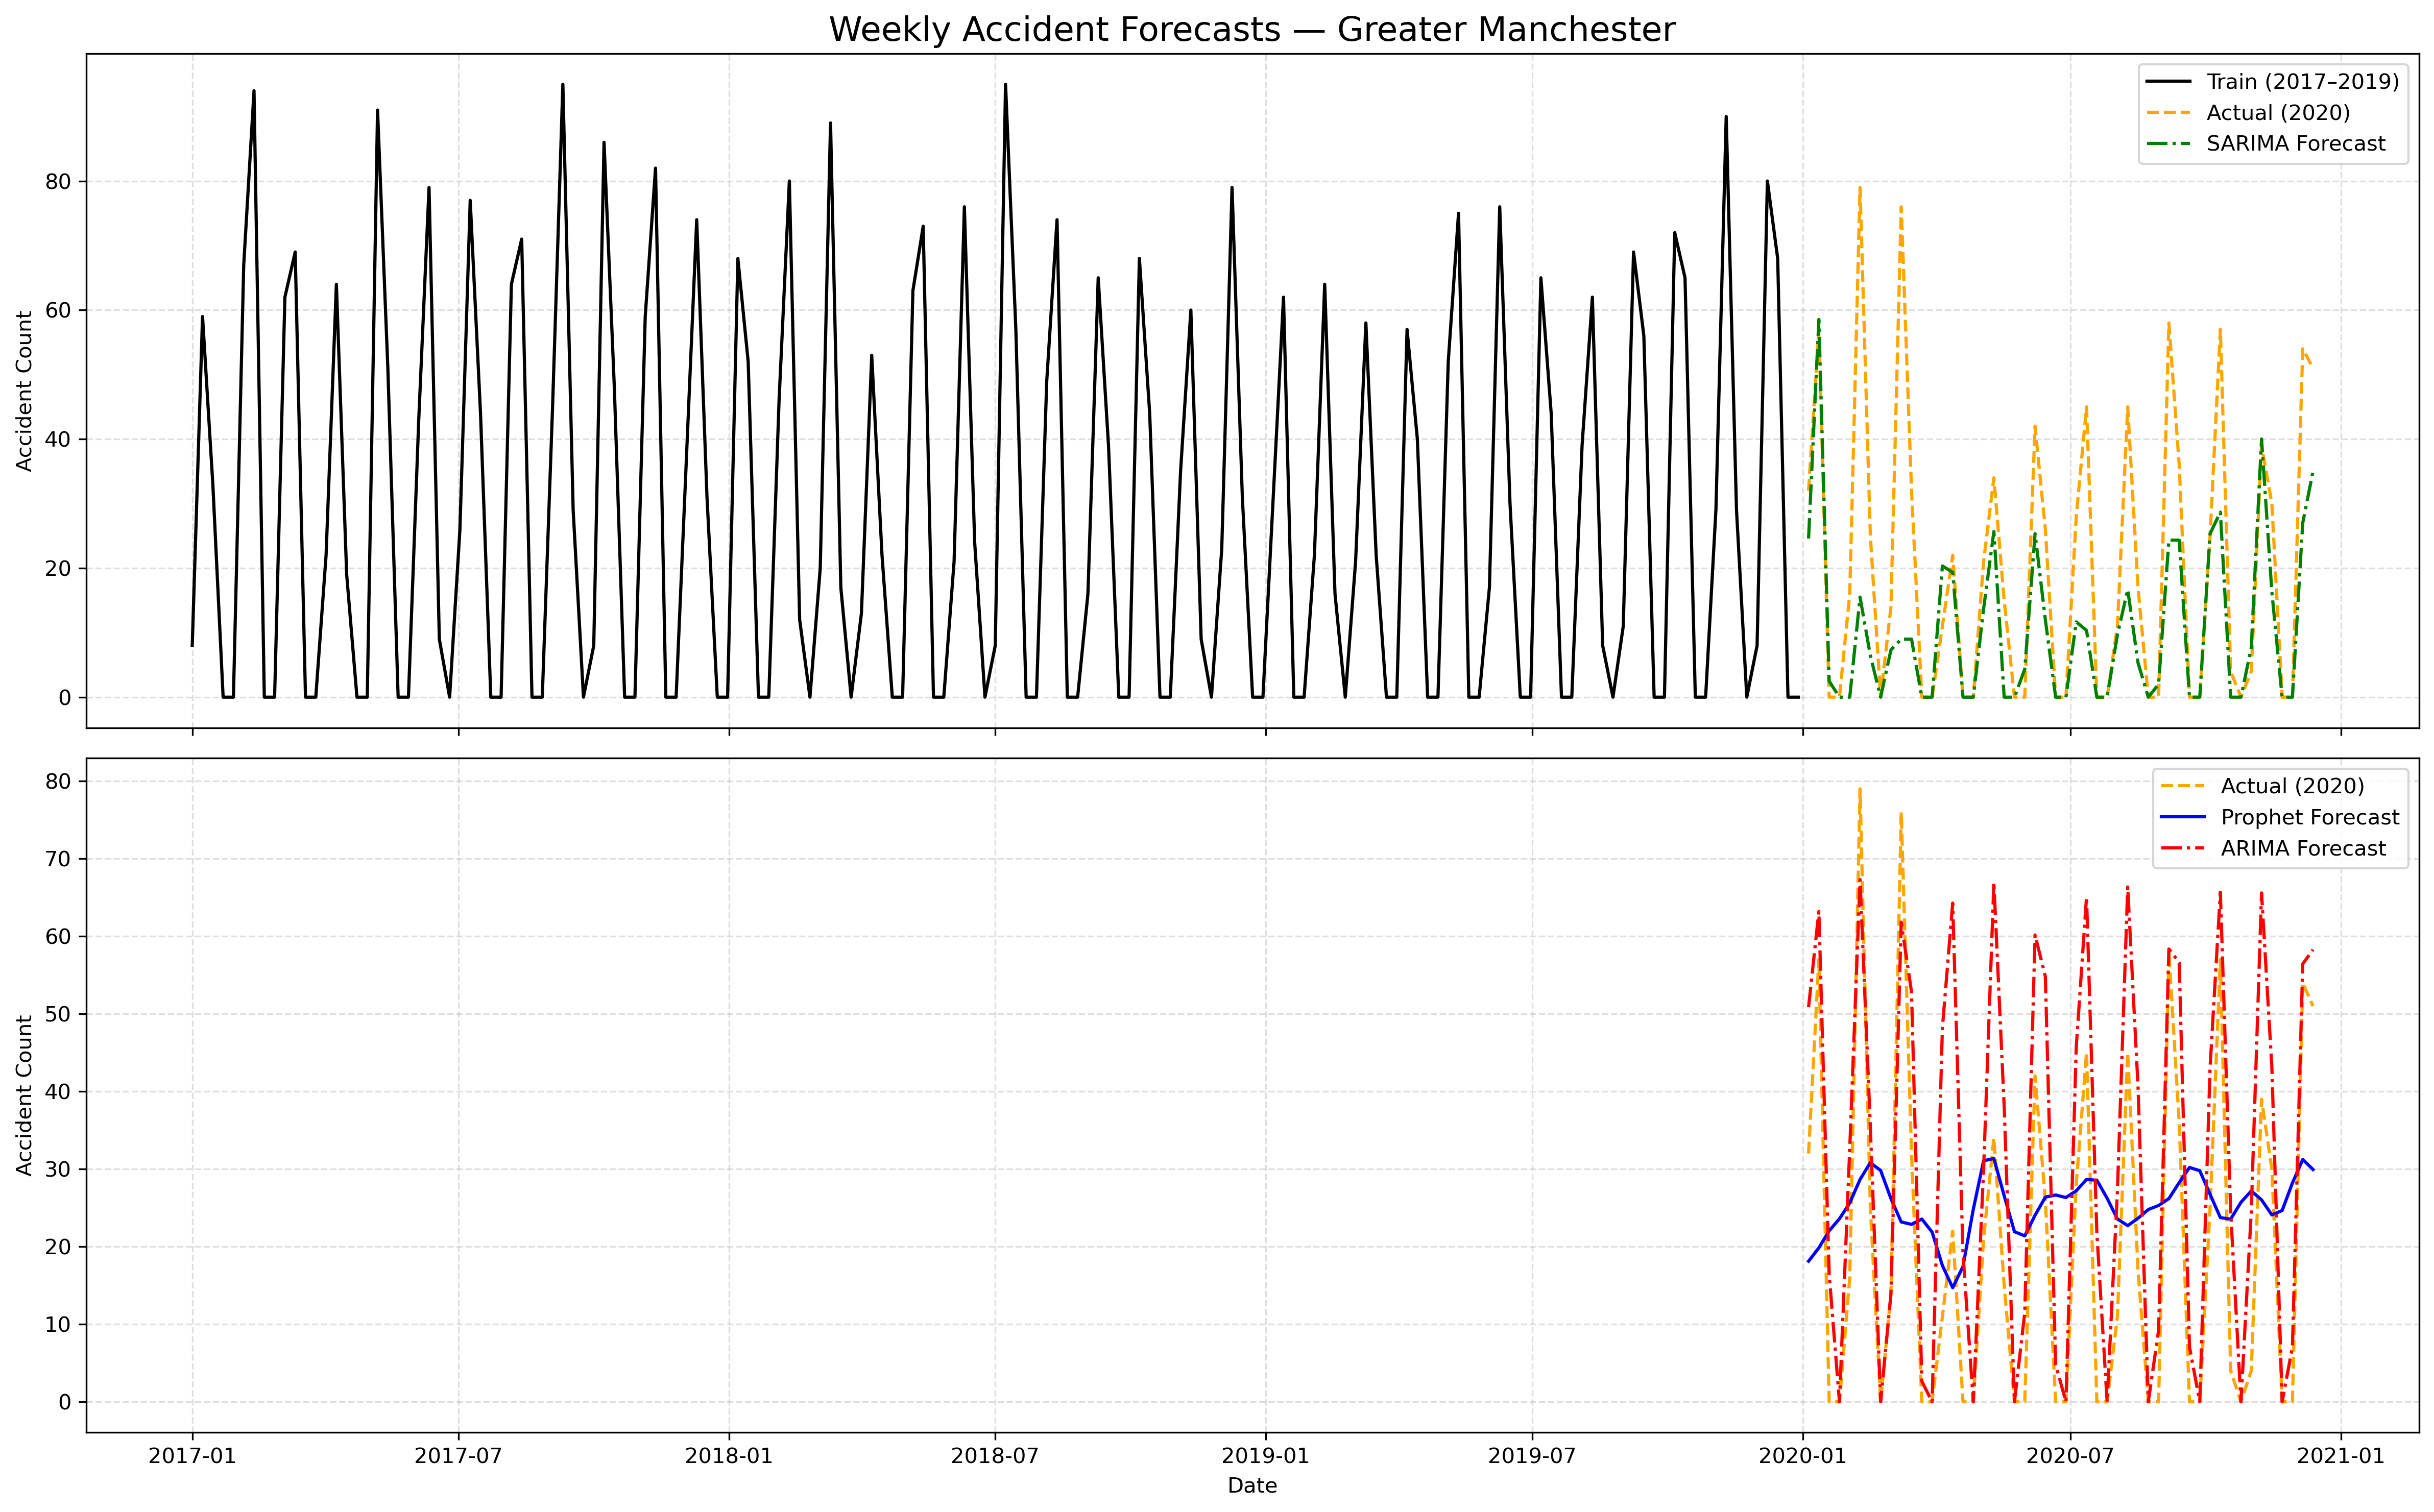 Weekly Accident Forecasts — Greater Manchester
Train (2017–2019)
Actual (2020)
SARIMA Forecast
80
60
40
20
0
Accident Count
Actual (2020)
Prophet Forecast
ARIMA Forecast
80
70
60
50
40
30
20
10
0
Accident Count
2017-01
2017-07
2018-01
2018-07
2019-01
2019-07
2020-01
2020-07
2021-01
Date